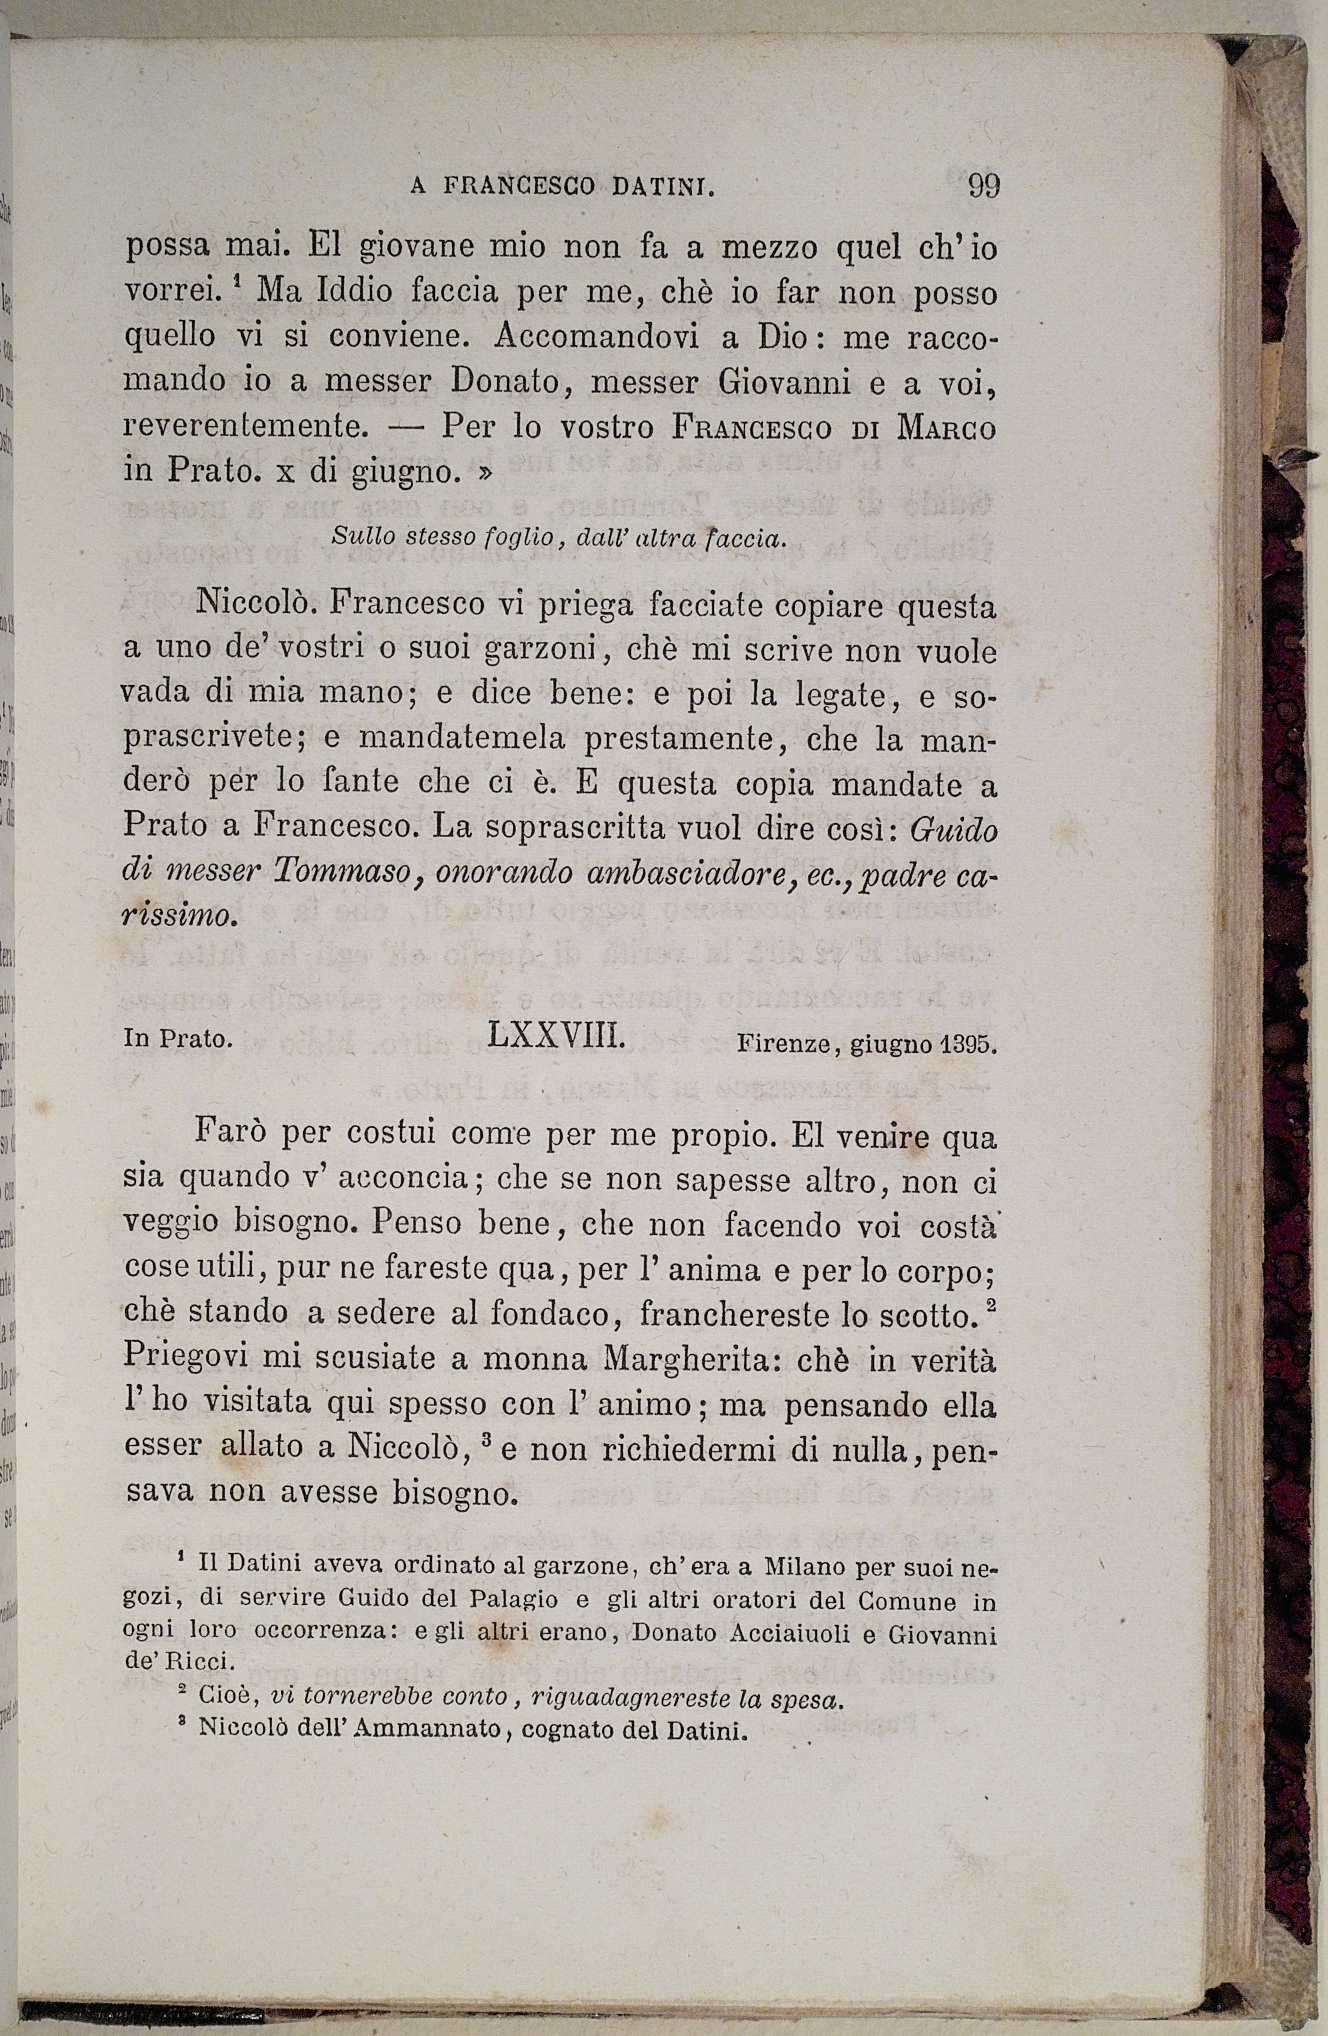 A FRANCESCO DATINI. 99
possa mai. El giovane mio non fa a mezzo quel ch' io
vorrei. ¹ Ma Iddio faccia per me, chè io far non posso
quello vi si conviene. Accomandovi a Dio: me racco-
mando io a messer Donato, messer Giovanni e a voi,
reverentemente. — Per lo vostro FRANCESCO DI MARCO
in Prato. x di giugno. »
Sullo stesso foglio, dall' altra faccia.
Niccolò. Francesco vi priega facciate copiare questa
a uno de' vostri o suoi garzoni, chè mi scrive non vuole
vada di mia mano; e dice bene: e poi la legate, e so-
prascrivete; e mandatemela prestamente, che la man-
derò per lo fante che ci è. E questa copia mandate a
Prato a Francesco. La soprascritta vuol dire così: Guido
di messer Tommaso, onorando ambasciadore, ec., padre ca-
rissimo.
In Prato. LXXVIII. Firenze, giugno 1395.
Farò per costui come per me propio. El venire qua
sia quando v' acconcia; che se non sapesse altro, non ci
veggio bisogno. Penso bene, che non facendo voi costà
cose utili, pur ne fareste qua, per l' anima e per lo corpo;
chè stando a sedere al fondaco, franchereste lo scotto. ²
Priegovi mi scusiate a monna Margherita: chè in verità
l' ho visitata qui spesso con l' animo; ma pensando ella
esser allato a Niccolò, ³ e non richiedermi di nulla, pen-
sava non avesse bisogno.
¹ Il Datini aveva ordinato al garzone, ch' era a Milano per suoi ne-
gozi, di servire Guido del Palagio e gli altri oratori del Comune in
ogni loro occorrenza: e gli altri erano, Donato Acciaiuoli e Giovanni
de' Ricci.
² Cioè, vi tornerebbe conto, riguadagnereste la spesa.
³ Niccolò dell' Ammannato, cognato del Datini.